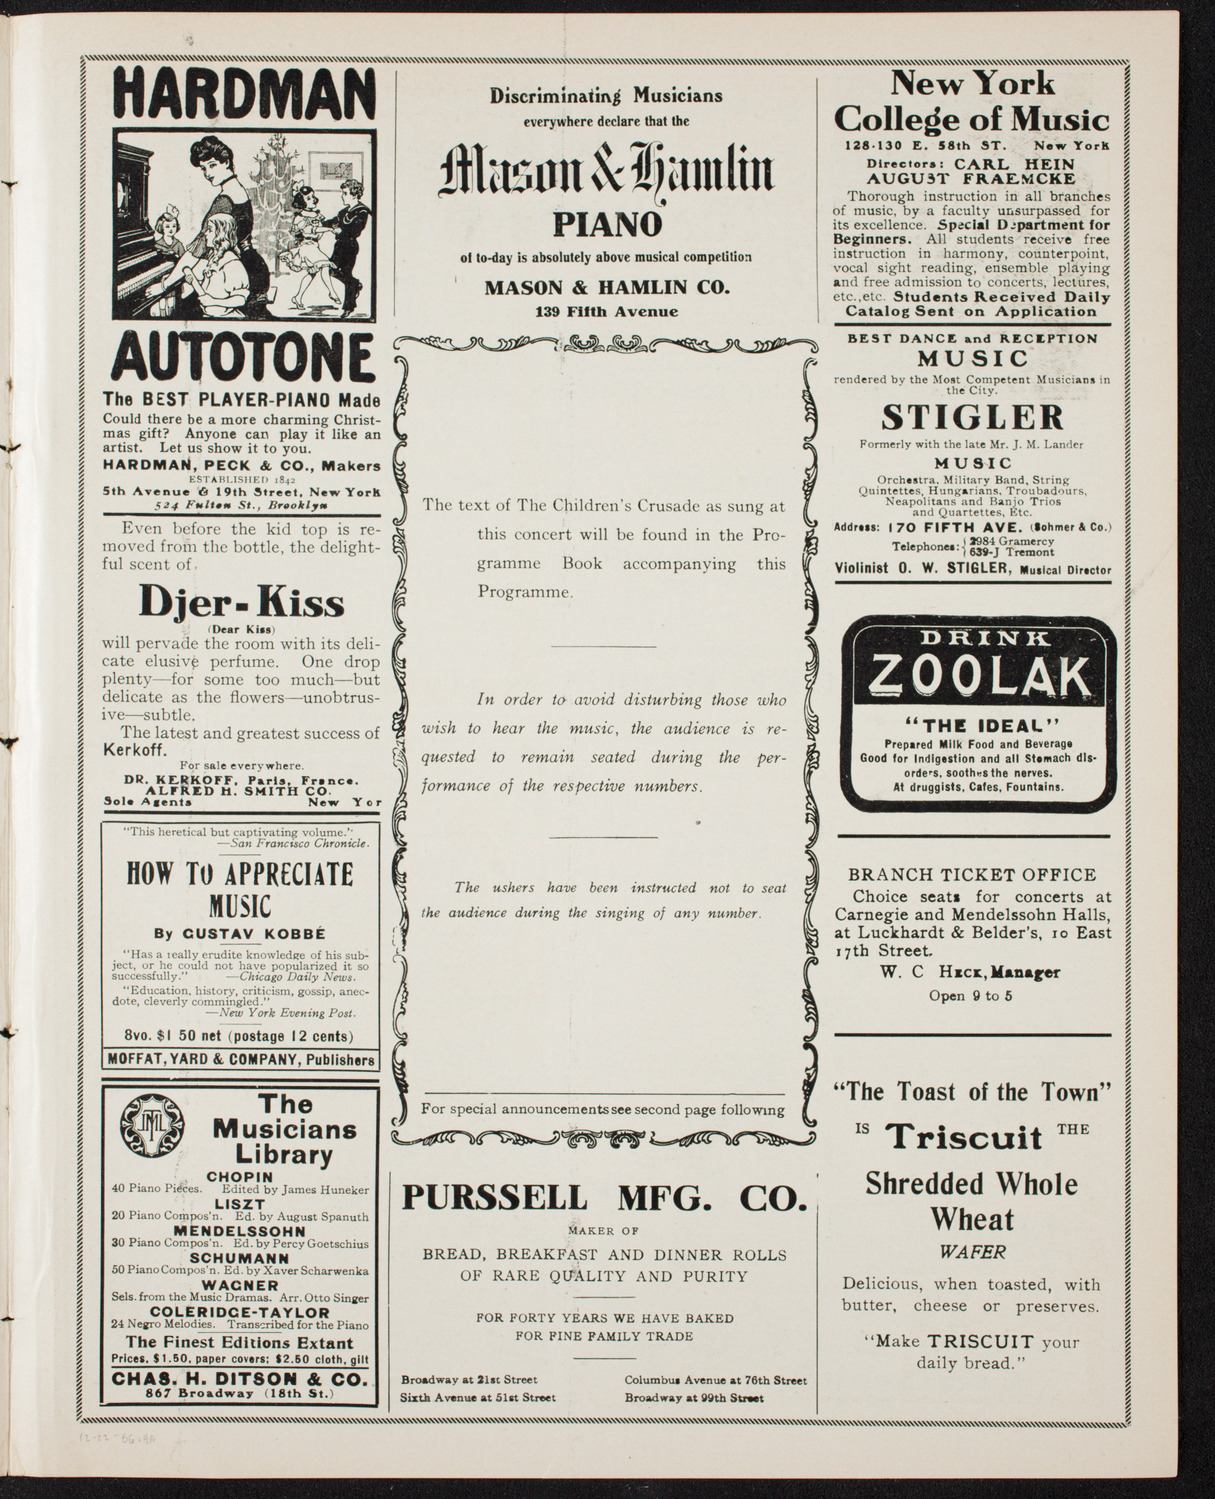 HARDMAN
AUTOTONE
The BEST PLAYER-PIANO Made
Could there be a more charming Christ-
mas gift? Anyone can play it like an
artist. Let us show it to you.
HARDMAN, PECK & CO., Makers
ESTABLISHED 1842
5th Avenue & 19th Street, New York
524 Fulton St., Brooklyn
Even before the kid top is re-
moved from the bottle, the delight-
ful scent of
Djer-Kiss
(Dear Kiss)
will pervade the room with its deli-
cate elusive perfume. One drop
plenty—for some too much—but
delicate as the flowers—unobtrus-
ive—subtle.
The latest and greatest success of
Kerkoff.
For sale everywhere.
DR. KERKOFF, Paris, France.
ALFRED H. SMITH CO.
Sole Agents New Yor
"This heretical but captivating volume."
—San Francisco Chronicle.
HOW TO APPRECIATE
MUSIC
By GUSTAV KOBBÉ
"Has a really erudite knowledge of his sub-
ject, or he could not have popularized it so
successfully." —Chicago Daily News.
"Education, history, criticism, gossip, anec-
dote, cleverly commingled."
—New York Evening Post.
8vo. $1 50 net (postage 12 cents)
MOFFAT, YARD & COMPANY, Publishers
The
Musicians
Library
CHOPIN
40 Piano Pieces. Edited by James Huneker
LISZT
20 Piano Compos'n. Ed. by August Spanuth
MENDELSSOHN
30 Piano Compos'n. Ed. by Percy Goetschius
SCHUMANN
50 Piano Compos'n. Ed. by Xaver Scharwenka
WAGNER
Sels. from the Music Dramas. Arr. Otto Singer
COLERIDGE-TAYLOR
24 Negro Melodies. Transcribed for the Piano
The Finest Editions Extant
Prices, $1.50, paper covers; $2.50 cloth, gilt
CHAS. H. DITSON & CO.
867 Broadway (18th St.)
Discriminating Musicians
everywhere declare that the
Mason & Hamlin
PIANO
of to-day is absolutely above musical competition
MASON & HAMLIN CO.
139 Fifth Avenue
The text of The Children's Crusade as sung at
this concert will be found in the Pro-
gramme Book accompanying this
Programme.
In order to avoid disturbing those who
wish to hear the music, the audience is re-
quested to remain seated during the per-
formance of the respective numbers.
The ushers have been instructed not to seat
the audience during the singing of any number.
For special announcements see second page following
PURSSELL MFG. CO.
MAKER OF
BREAD, BREAKFAST AND DINNER ROLLS
OF RARE QUALITY AND PURITY
FOR FORTY YEARS WE HAVE BAKED
FOR FINE FAMILY TRADE
Broadway at 21st Street Columbus Avenue at 76th Street
Sixth Avenue at 51st Street Broadway at 99th Street
New York
College of Music
128-130 E. 58th ST. New York
Directors: CARL HEIN
AUGUST FRAEMCKE
Thorough instruction in all branches
of music, by a faculty unsurpassed for
its excellence. Special Department for
Beginners. All students receive free
instruction in harmony, counterpoint,
vocal sight reading, ensemble playing
and free admission to concerts, lectures,
etc., etc. Students Received Daily
Catalog Sent on Application
BEST DANCE and RECEPTION
MUSIC
rendered by the Most Competent Musicians in
the City.
STIGLER
Formerly with the late Mr. J. M. Lander
MUSIC
Orchestra, Military Band, String
Quintettes, Hungarians, Troubadours,
Neapolitans and Banjo Trios
and Quartettes, Etc.
Address: 170 FIFTH AVE. (Sohmer & Co.)
Telephones: { 2984 Gramercy
639-J Tremont
Violinist O. W. STIGLER, Musical Director
DRINK
ZOOLAK
"THE IDEAL"
Prepared Milk Food and Beverage
Good for Indigestion and all Stomach dis-
orders, soothes the nerves.
At druggists, Cafes, Fountains.
BRANCH TICKET OFFICE
Choice seats for concerts at
Carnegie and Mendelssohn Halls,
at Luckhardt & Belder's, 10 East
17th Street.
W. C Heck, Manager
Open 9 to 5
"The Toast of the Town"
IS Triscuit THE
Shredded Whole
Wheat
WAFER
Delicious, when toasted, with
butter, cheese or preserves.
"Make TRISCUIT your
daily bread."